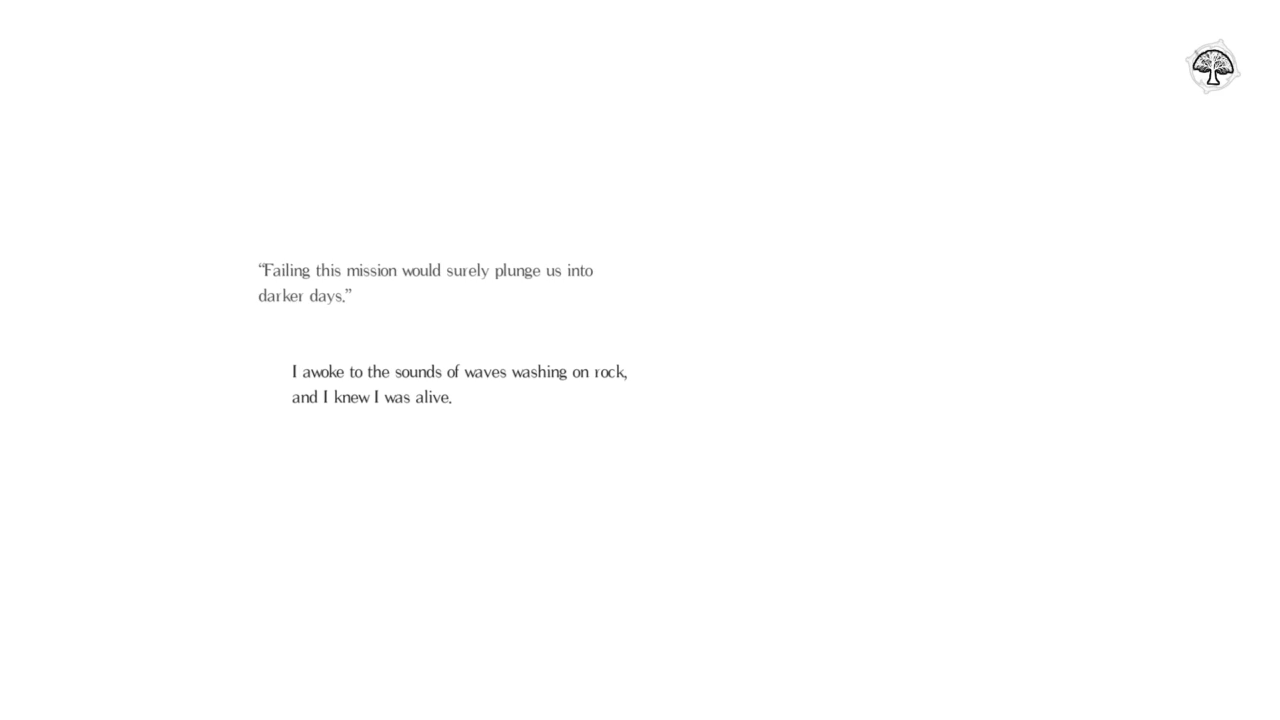 “Failing this mission would surely plunge us into
darker days.”
I awoke to the sounds of waves washing on rock,
and I knew I was alive.